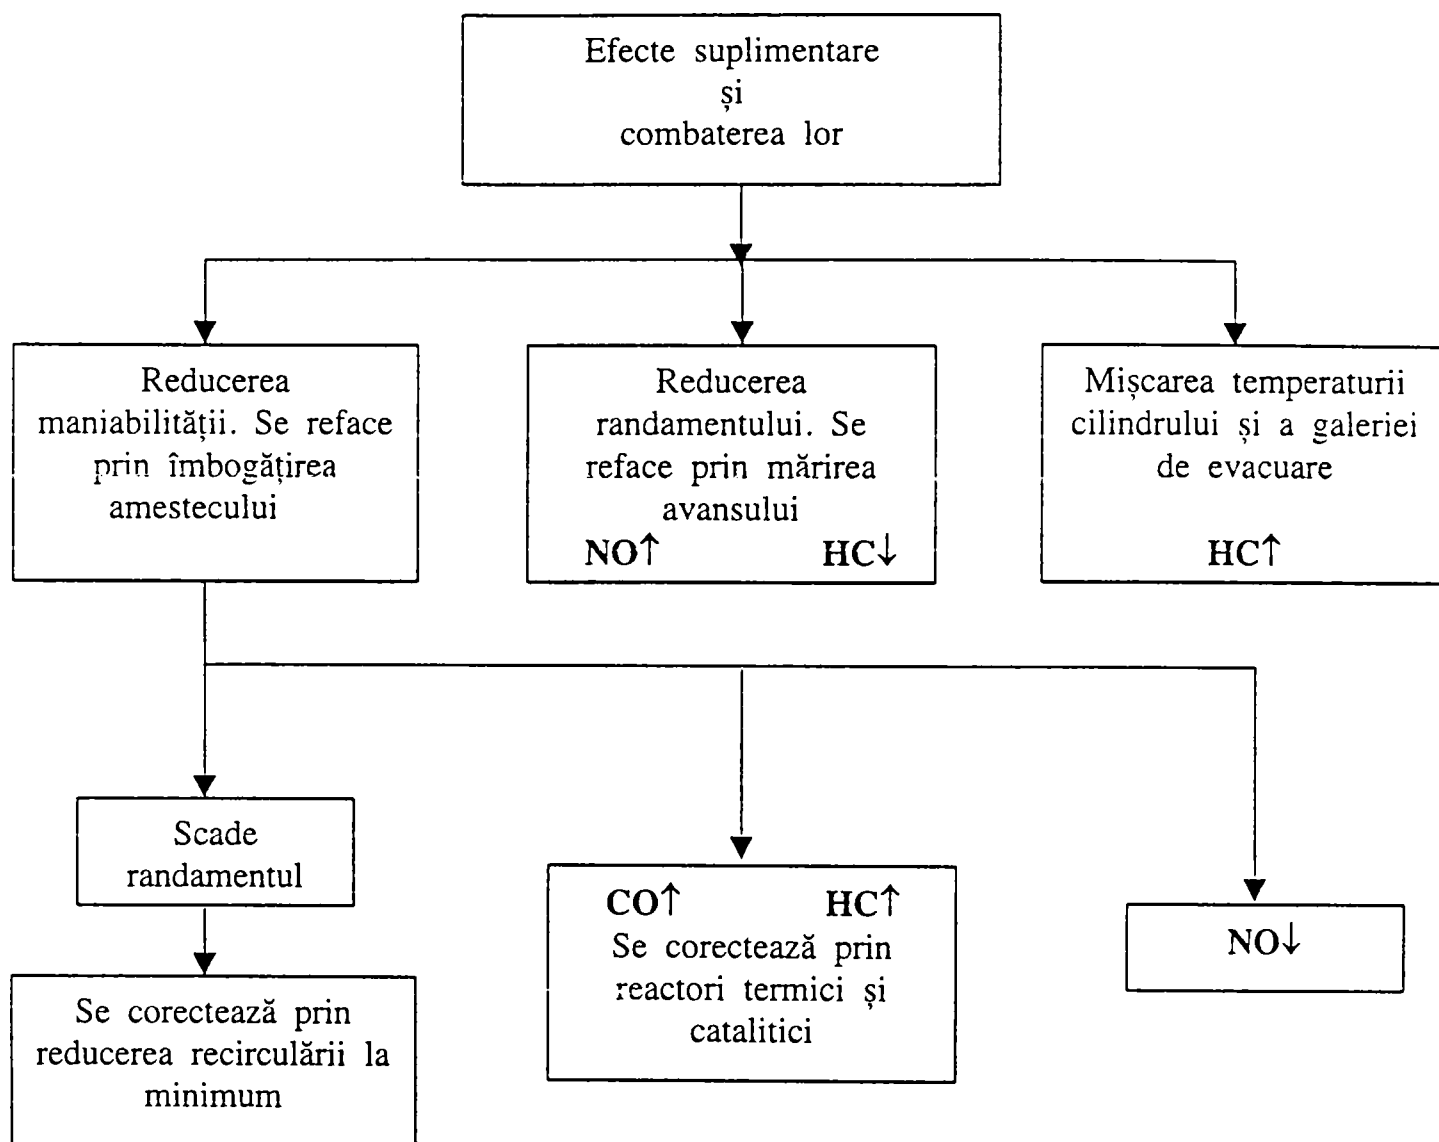 Efecte suplimentare
și
combaterea lor
Reducerea
maniabilității. Se reface
prin îmbogățirea
amestecului
Reducerea
randamentului. Se
reface prin mărirea
avansului
NO↑ HC↓
Mișcarea temperaturii
cilindrului și a galeriei
de evacuare
HC↑
Scade
randamentul
CO↑ HC↑
Se corectează prin
reactori termici și
catalitici
NO↓
Se corectează prin
reducerea recirculării la
minimum